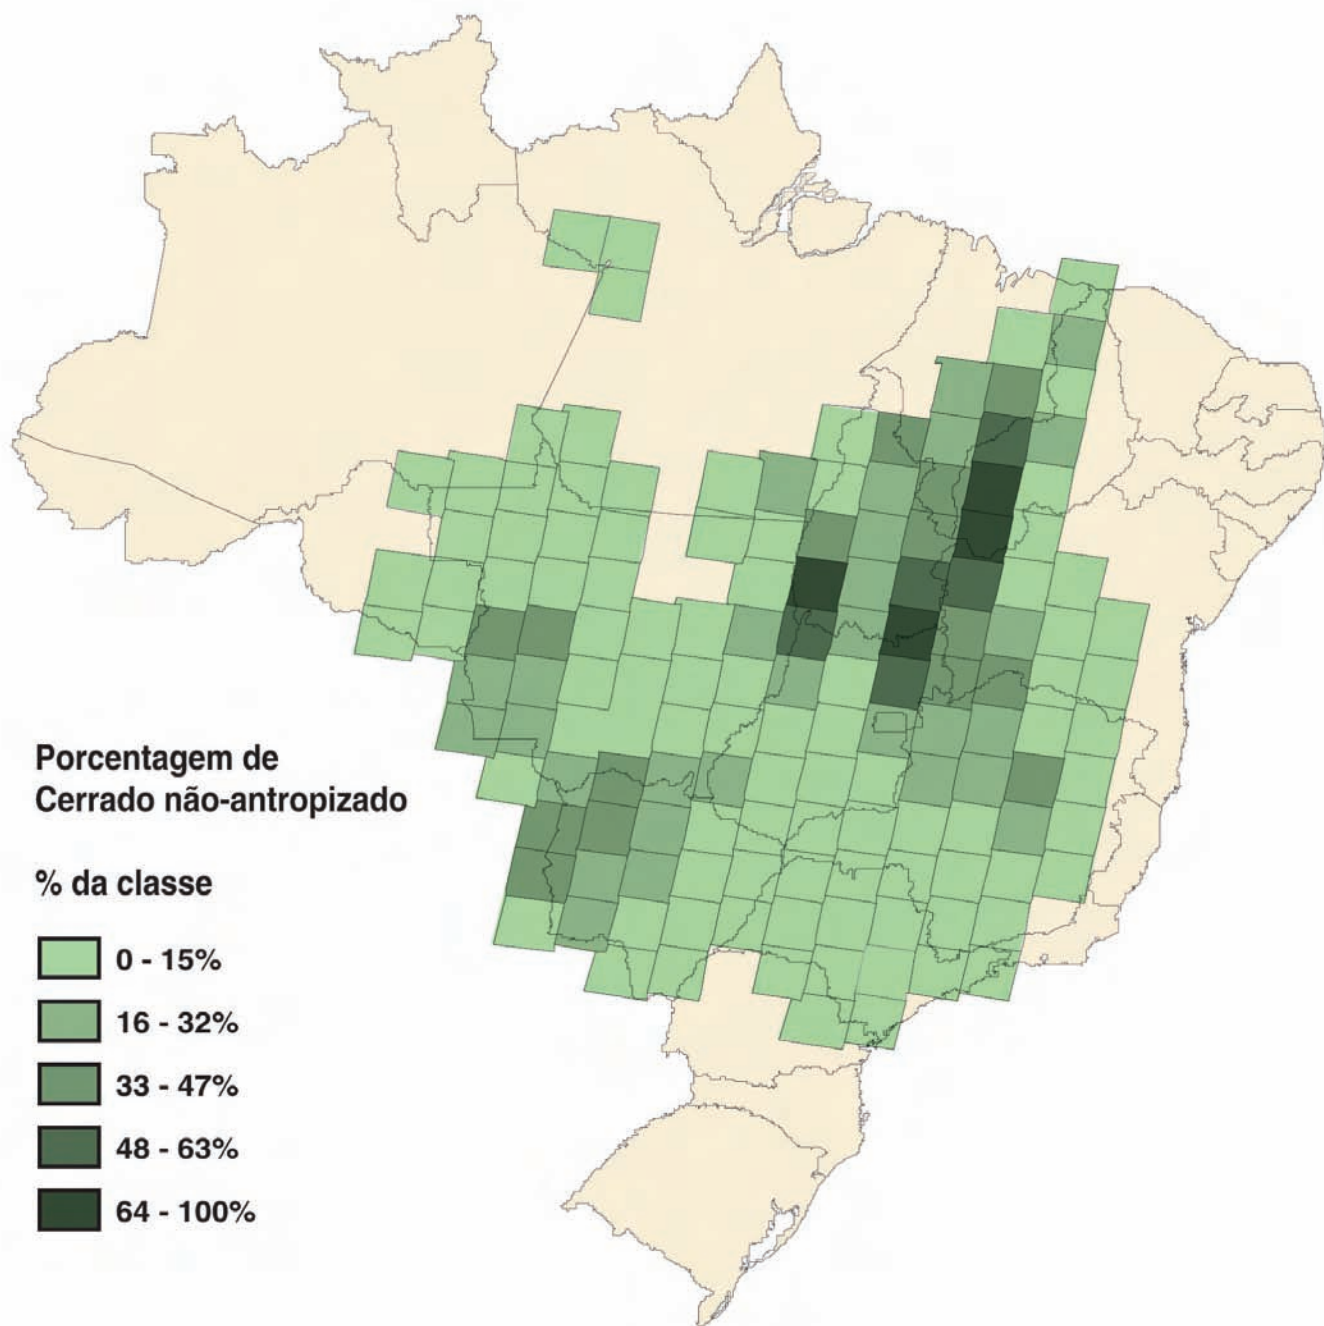 Porcentagem de
Cerrado não-antropizado
% da classe
0 - 15%
16 - 32%
33 - 47%
48 - 63%
64 - 100%